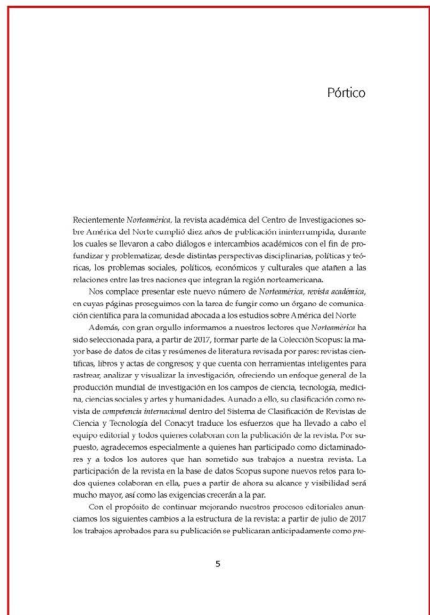 Pórtico
Recientemente Norteamérica, la revista académica del Centro de Investigaciones so-
bre América del Norte cumplió diez años de publicación ininterrumpida, durante
los cuales se llevaron a cabo diálogos e intercambios académicos con el fin de pro-
fundizar y problematizar, desde distintas perspectivas disciplinarias, políticas y teó-
ricas, los problemas sociales, políticos, económicos y culturales que atañen a las
relaciones entre las tres naciones que integran la región norteamericana.
Nos complace presentar este nuevo número de Norteamérica, revista académica,
en cuyas páginas proseguimos con la tarea de fungir como un órgano de comunica-
ción científica para la comunidad abocada a los estudios sobre América del Norte
Además, con gran orgullo informamos a nuestros lectores que Norteamérica ha
sido seleccionada para, a partir de 2017, formar parte de la Colección Scopus: la ma-
yor base de datos de citas y resúmenes de literatura revisada por pares: revistas cien-
tíficas, libros y actas de congresos; y que cuenta con herramientas inteligentes para
rastrear, analizar y visualizar la investigación, ofreciendo un enfoque general de la
producción mundial de investigación en los campos de ciencia, tecnología, medici-
na, ciencias sociales y artes y humanidades. Aunado a ello, su clasificación como re-
vista de competencia internacional dentro del Sistema de Clasificación de Revistas de
Ciencia y Tecnología del Conacyt traduce los esfuerzos que ha llevado a cabo el
equipo editorial y todos quienes colaboran con la publicación de la revista. Por su-
puesto, agradecemos especialmente a quienes han participado como dictaminado-
res y a todos los autores que han sometido sus trabajos a nuestra revista. La
participación de la revista en la base de datos Scopus supone nuevos retos para to-
dos quienes colaboran en ella, pues a partir de ahora su alcance y visibilidad será
mucho mayor, así como las exigencias crecerán a la par.
Con el propósito de continuar mejorando nuestros procesos editoriales anun-
ciamos los siguientes cambios a la estructura de la revista: a partir de julio de 2017
los trabajos aprobados para su publicación se publicaran anticipadamente como pre-
5